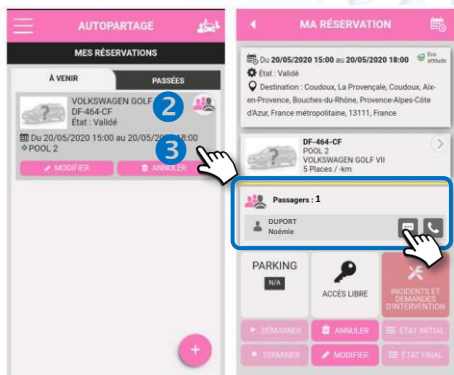 AUTOPARTAGE
MES RÉSERVATIONS
À VENIR
PASSÉES
VOLKSWAGEN GOLF
2
DF-464-CF
État : Validé
Du 20/05/2020 15:00 au 20/05/2020 18:00
POOL 2
3
MODIFIER
ANNULER
+
MA RÉSERVATION
Du 20/05/2020 15:00 au 20/05/2020 18:00
Eco attitude
État : Validé
Destination : Coudoux, La Provençale, Coudoux, Aix-
en-Provence, Bouches-du-Rhône, Provence-Alpes-Côte
d'Azur, France métropolitaine, 13111, France
DF-464-CF
POOL 2
VOLKSWAGEN GOLF VII
5 Places / -km
Passagers : 1
DUPORT
Noémie
PARKING
N/A
ACCÈS LIBRE
INCIDENTS ET
DEMANDES
D'INTERVENTION
DÉMARRER
ANNULER
ÉTAT INITIAL
TERMINER
MODIFIER
ÉTAT FINAL